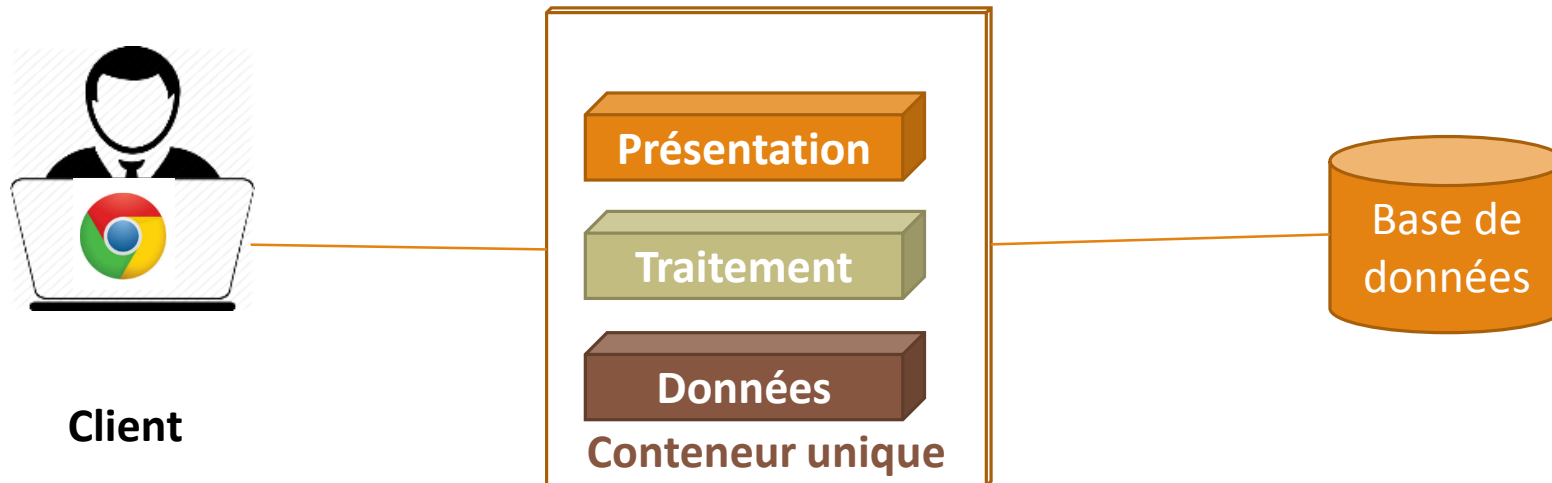 Présentation
Traitement
Données
Conteneur unique
Client
Base de
données